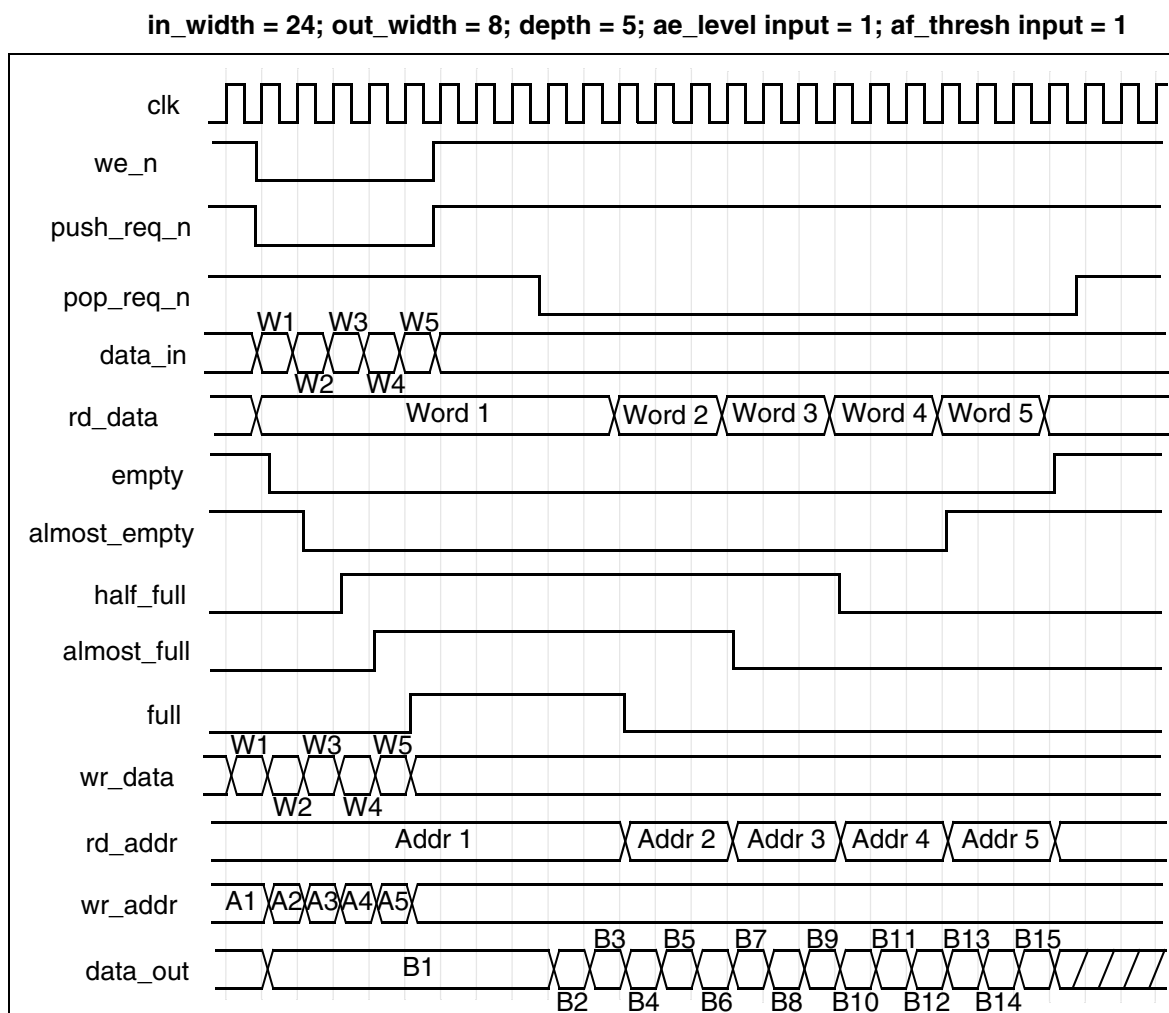 in_width = 24; out_width = 8; depth = 5; ae_level input = 1; af_thresh input = 1
clk
we_n
push_req_n
pop_req_n
W1 W3 W5
data_in
W2 W4
rd_data Word 1 Word 2 Word 3 Word 4 Word 5
empty
almost_empty
half_full
almost_full
full
W1 W3 W5
wr_data
W2 W4
rd_addr Addr 1 Addr 2 Addr 3 Addr 4 Addr 5
wr_addr A1 A2 A3 A4 A5
B3 B5 B7 B9 B11 B13 B15
data_out B1
B2 B4 B6 B8 B10 B12 B14